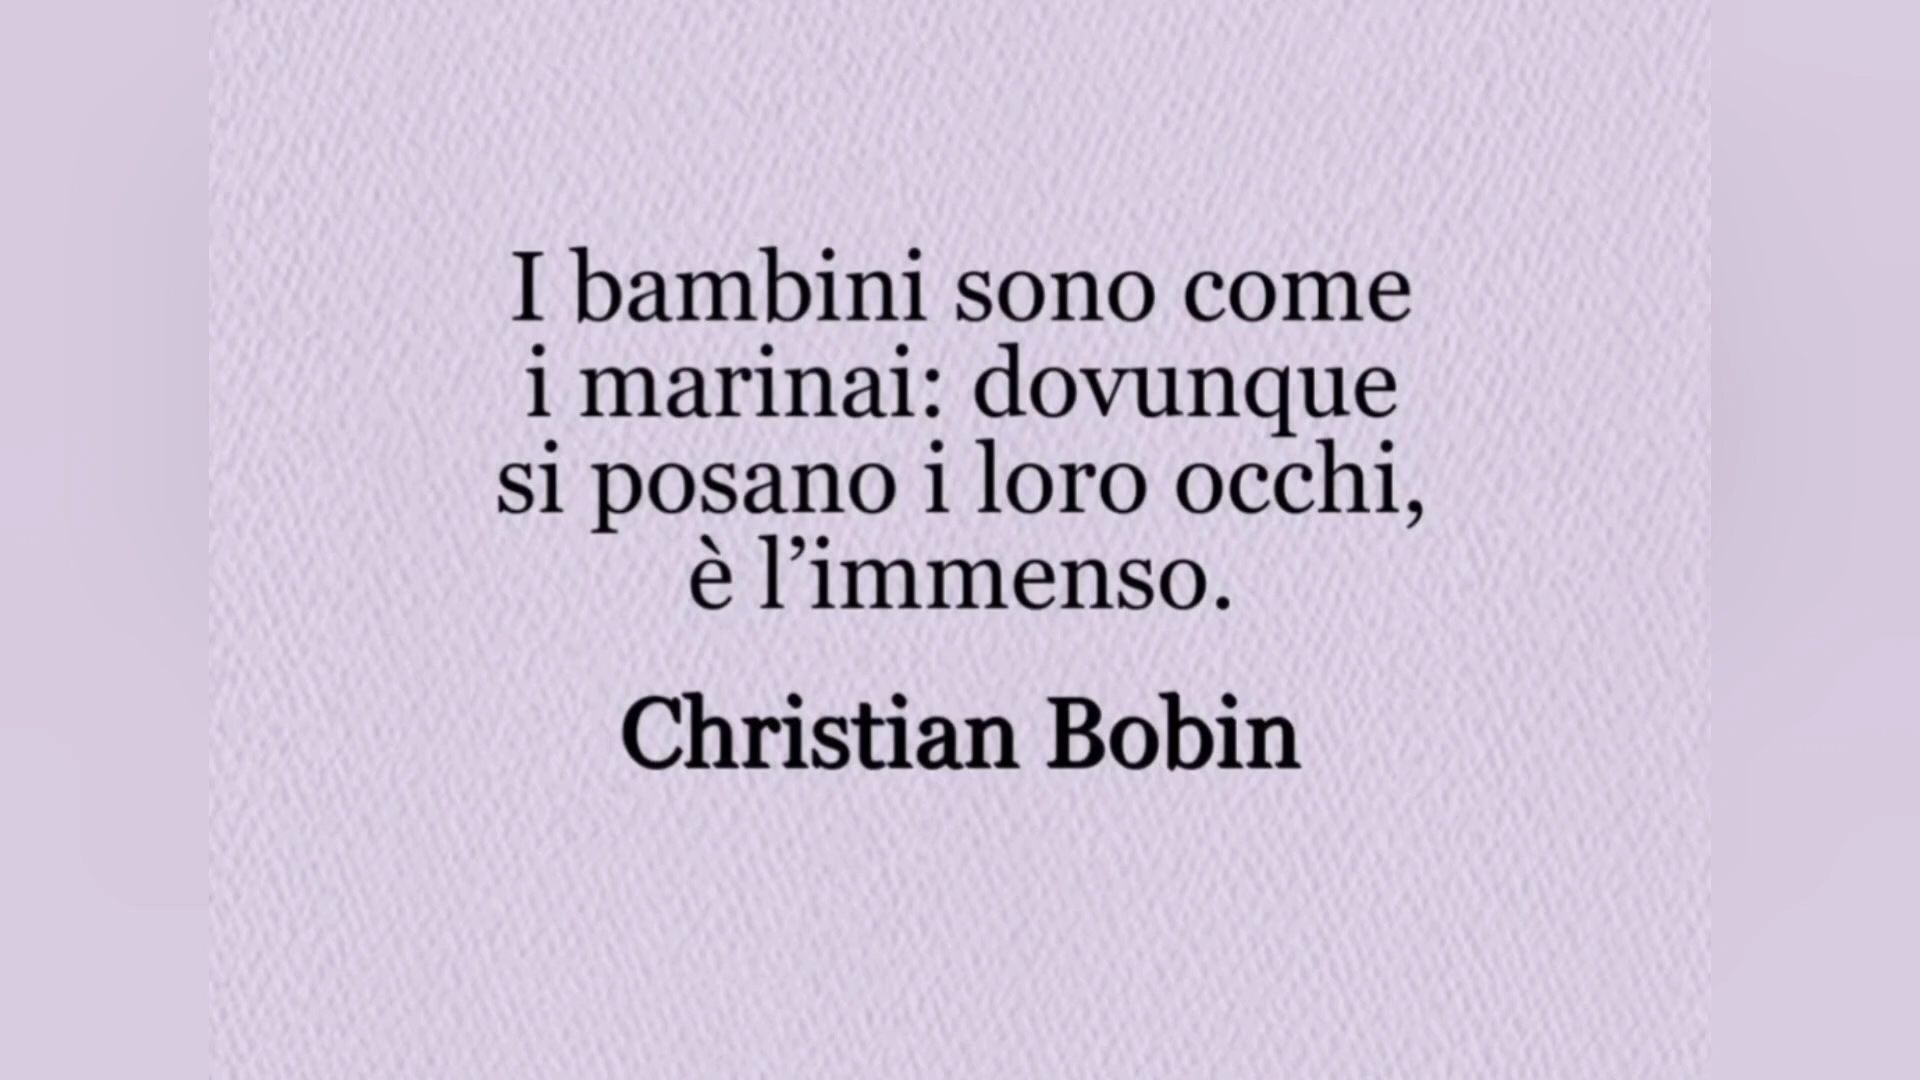 I bambini sono come
i marinai: dovunque
si posano i loro occhi,
è l’immenso.
Christian Bobin